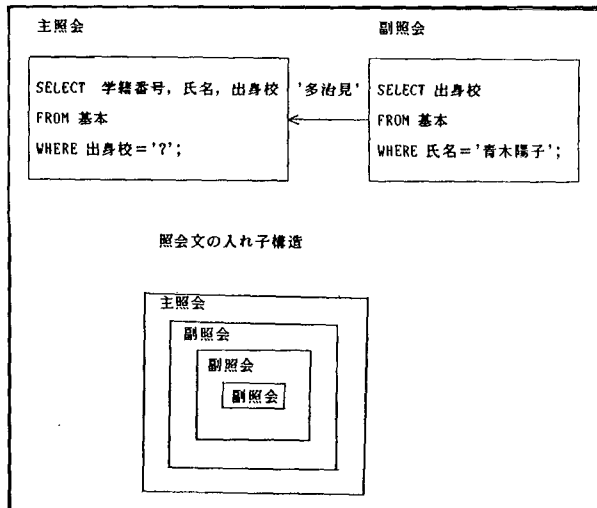 主照会
副照会
SELECT 学籍番号, 氏名, 出身校
FROM 基本
WHERE 出身校='?';
'多治見'
SELECT 出身校
FROM 基本
WHERE 氏名='青木陽子';
照会文の入れ子構造
主照会
副照会
副照会
副照会